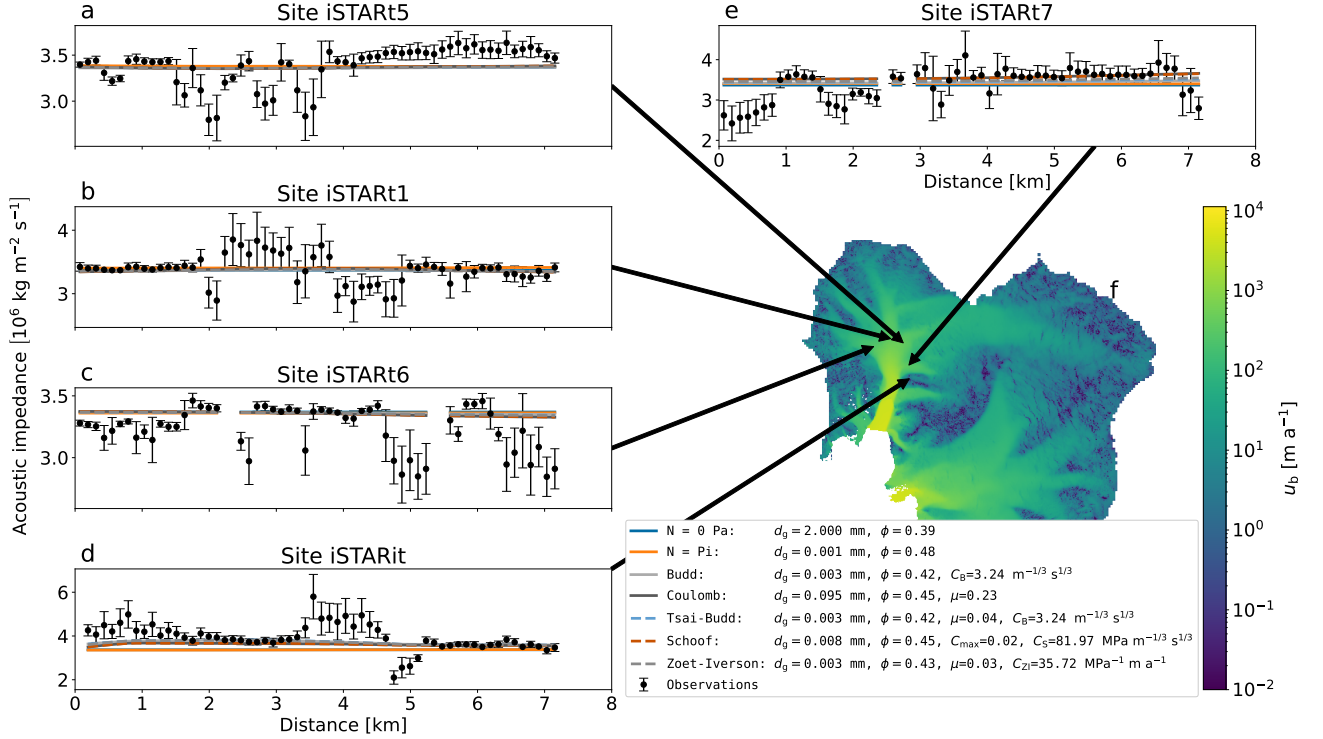 a
Site iSTARt5
3.5
3.0
b
Site iSTARt1
4
3
c
Site iSTARt6
3.5
3.0
d
Site iSTARit
6
4
2
0 1 2 3 4 5 6 7 8
Distance [km]
Acoustic impedance [10⁶ kg m⁻² s⁻¹]
e
Site iSTARt7
4
3
2
0 1 2 3 4 5 6 7 8
Distance [km]
f
10⁴
10³
10²
10¹
10⁰
10⁻¹
10⁻²
u_b [m a⁻¹]
N = 0 Pa: d_g = 2.000 mm, ϕ = 0.39
N = Pi: d_g = 0.001 mm, ϕ = 0.48
Budd: d_g = 0.003 mm, ϕ = 0.42, C_B=3.24 m⁻¹/³ s¹/³
Coulomb: d_g = 0.095 mm, ϕ = 0.45, μ=0.23
Tsai-Budd: d_g = 0.003 mm, ϕ = 0.42, μ=0.04, C_B=3.24 m⁻¹/³ s¹/³
Schoof: d_g = 0.008 mm, ϕ = 0.45, C_max=0.02, C_S=81.97 MPa m⁻¹/³ s¹/³
Zoet-Iverson: d_g = 0.003 mm, ϕ = 0.43, μ=0.03, C_ZI=35.72 MPa⁻¹ m a⁻¹
Observations